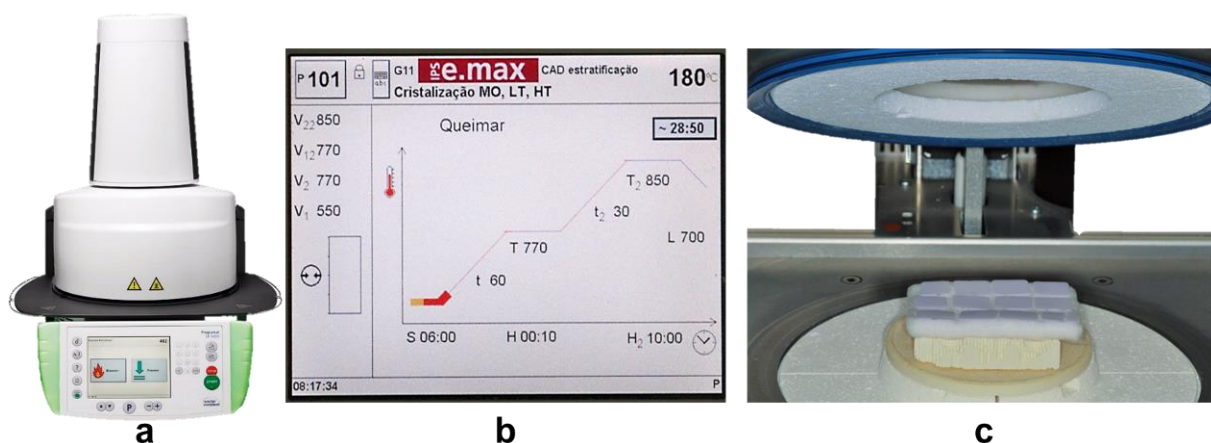 P 101
G11 IPS e.max CAD estratificação
180°C
Cristalização MO, LT, HT
V22 850
V12 770
V2 770
V1 550
Queimar
~ 28:50
T2 850
t2 30
L 700
T 770
t 60
S 06:00
H 00:10
H2 10:00
08:17:34
P
P
a
b
c